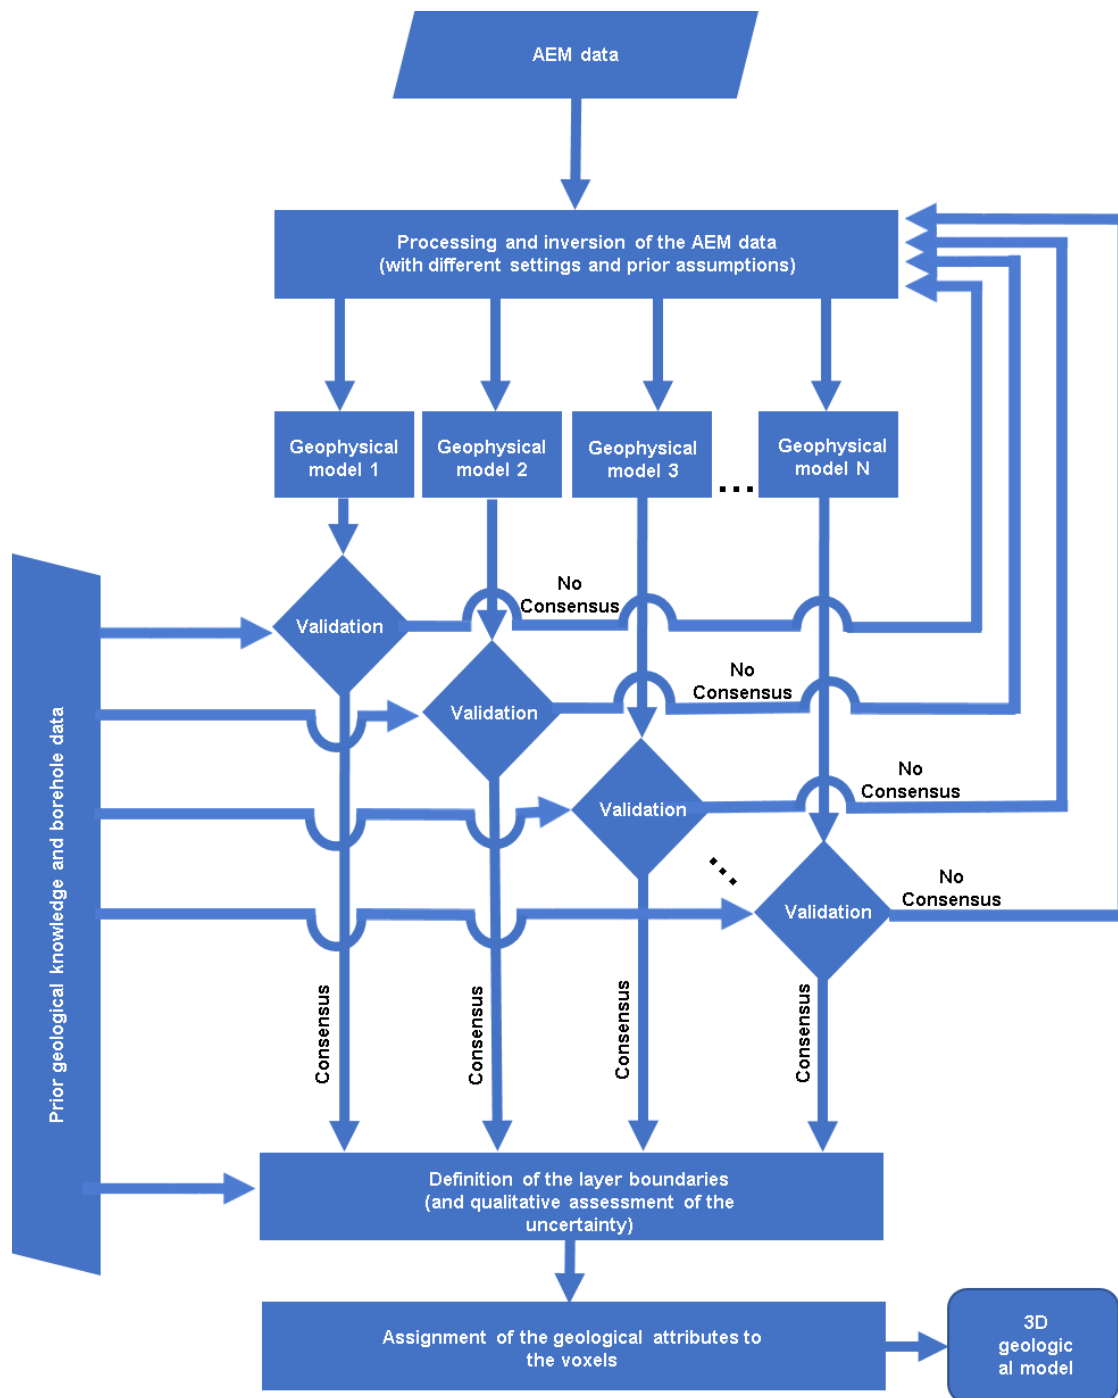 AEM data
Processing and inversion of the AEM data
(with different settings and prior assumptions)
Geophysical
model 1
Geophysical
model 2
Geophysical
model 3
...
Geophysical
model N
Prior geological knowledge and borehole data
Validation
No
Consensus
Validation
No
Consensus
Validation
No
Consensus
...
Validation
No
Consensus
Consensus
Consensus
Consensus
Consensus
Definition of the layer boundaries
(and qualitative assessment of the
uncertainty)
Assignment of the geological attributes to
the voxels
3D
geologic
al model